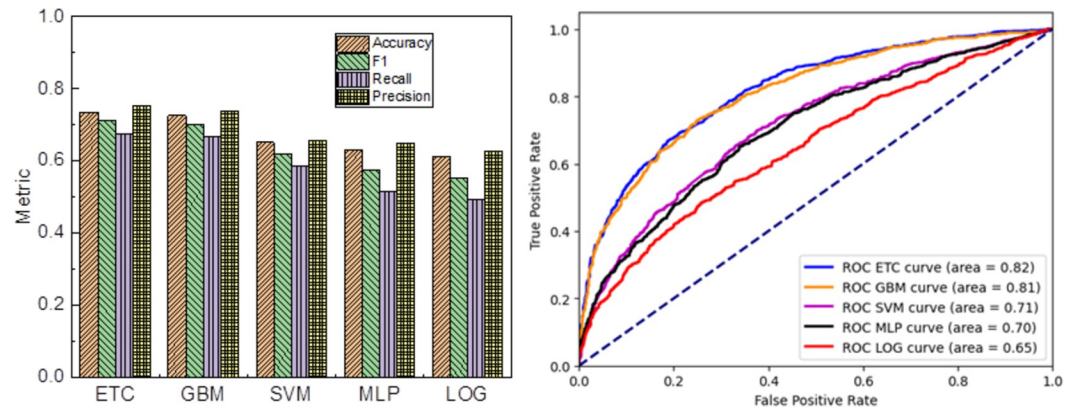 1.0
0.8
0.6
0.4
0.2
0.0
Metric
Accuracy
F1
Recall
Precision
ETC GBM SVM MLP LOG
1.0
0.8
0.6
0.4
0.2
0.0
True Positive Rate
ROC ETC curve (area = 0.82)
ROC GBM curve (area = 0.81)
ROC SVM curve (area = 0.71)
ROC MLP curve (area = 0.70)
ROC LOG curve (area = 0.65)
0.0 0.2 0.4 0.6 0.8 1.0
False Positive Rate